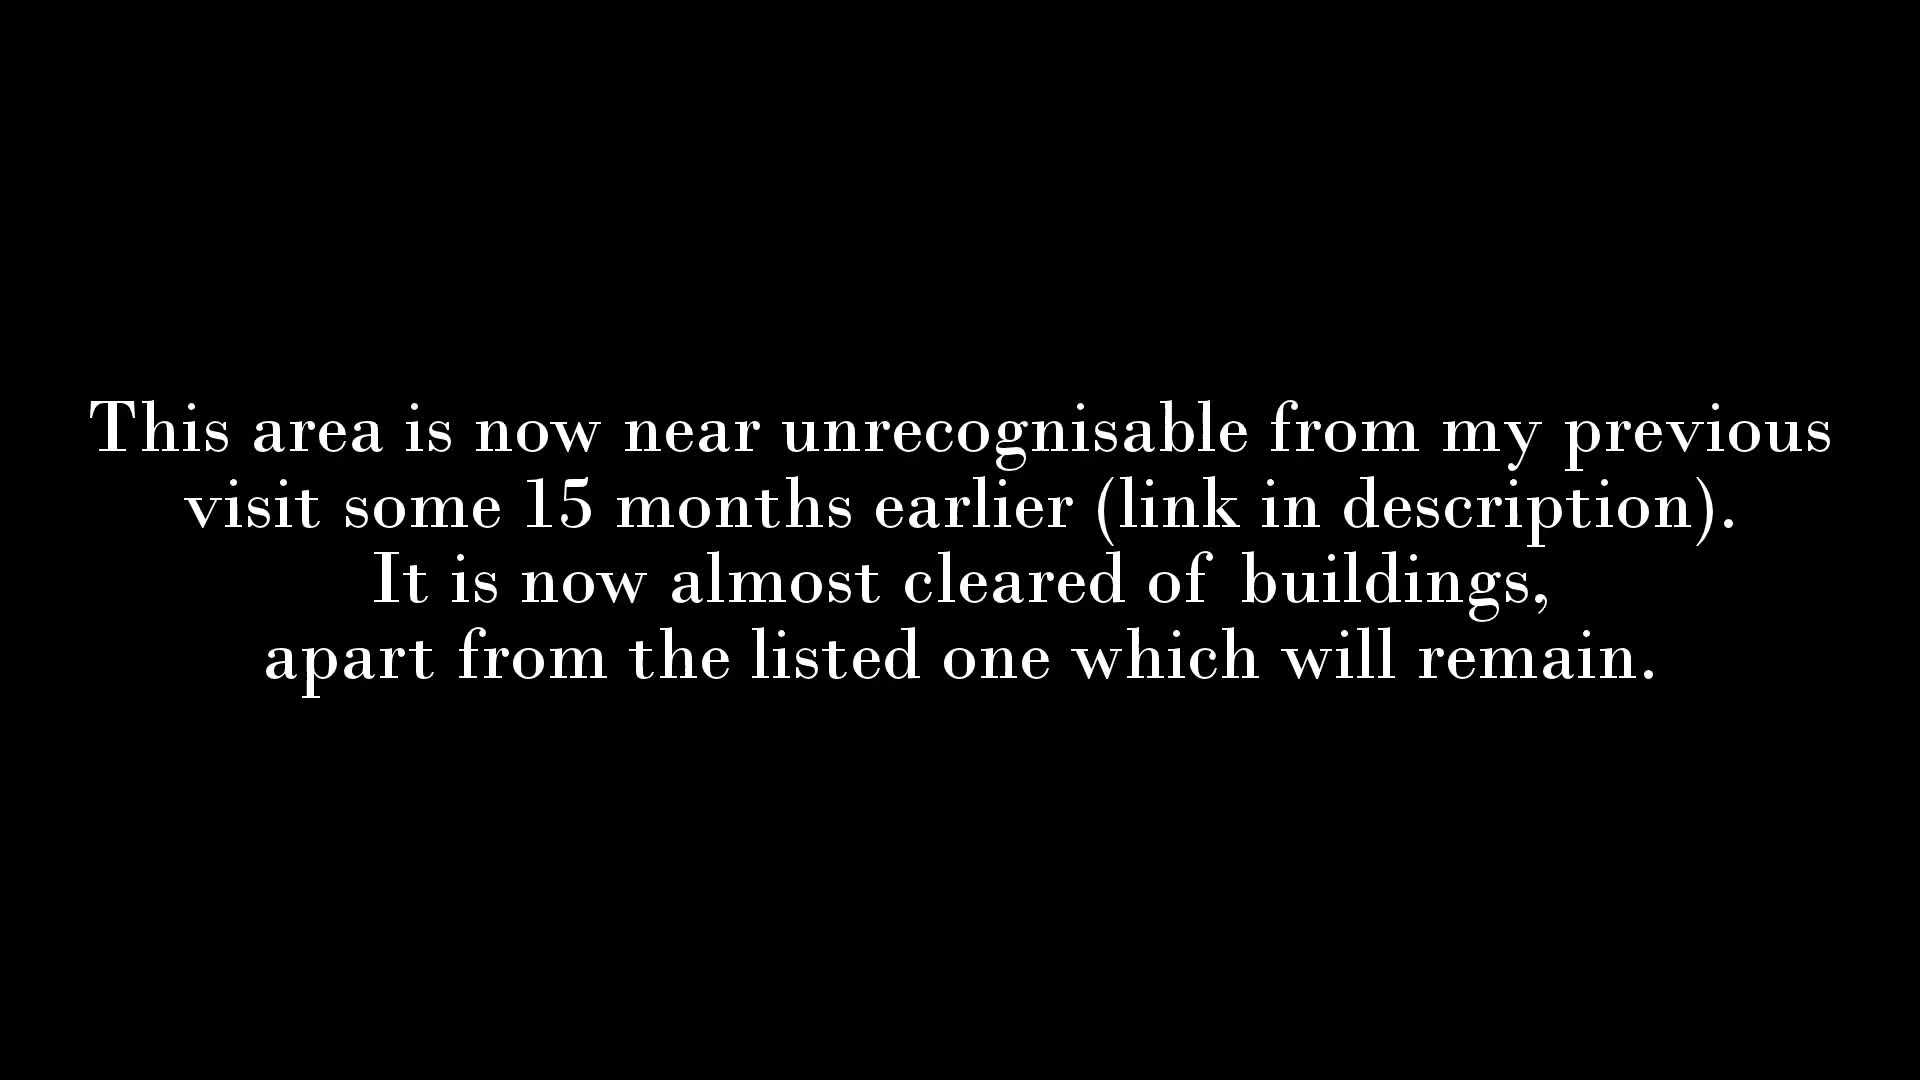 This area is now near unrecognisable from my previous
visit some 15 months earlier (link in description).
It is now almost cleared of buildings,
apart from the listed one which will remain.